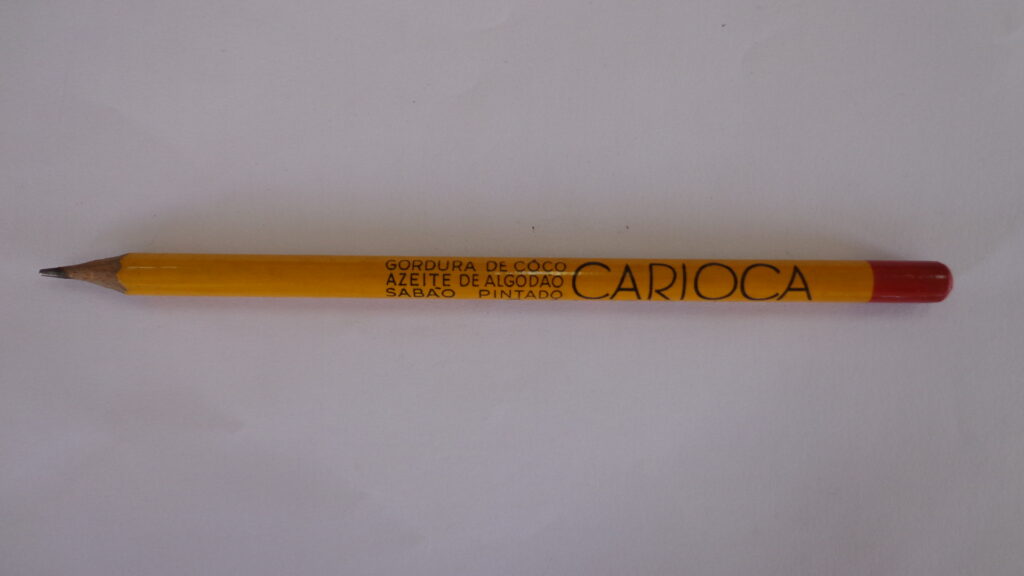 GORDURA DE CÔCO
AZEITE DE ALGODÃO
SABÃO PINTADO
CARIOCA